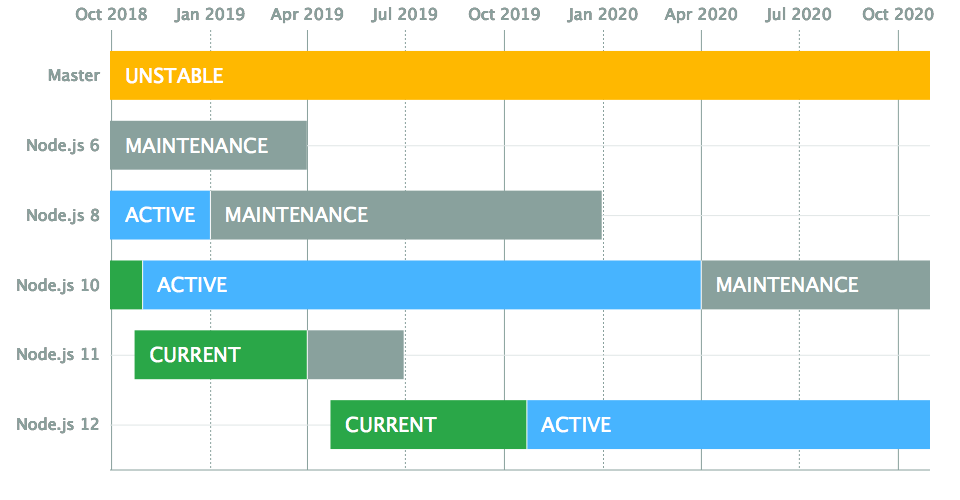 Oct 2018 Jan 2019 Apr 2019 Jul 2019 Oct 2019 Jan 2020 Apr 2020 Jul 2020 Oct 2020
Master UNSTABLE
Node.js 6 MAINTENANCE
Node.js 8 ACTIVE MAINTENANCE
Node.js 10 ACTIVE MAINTENANCE
Node.js 11 CURRENT
Node.js 12 CURRENT ACTIVE